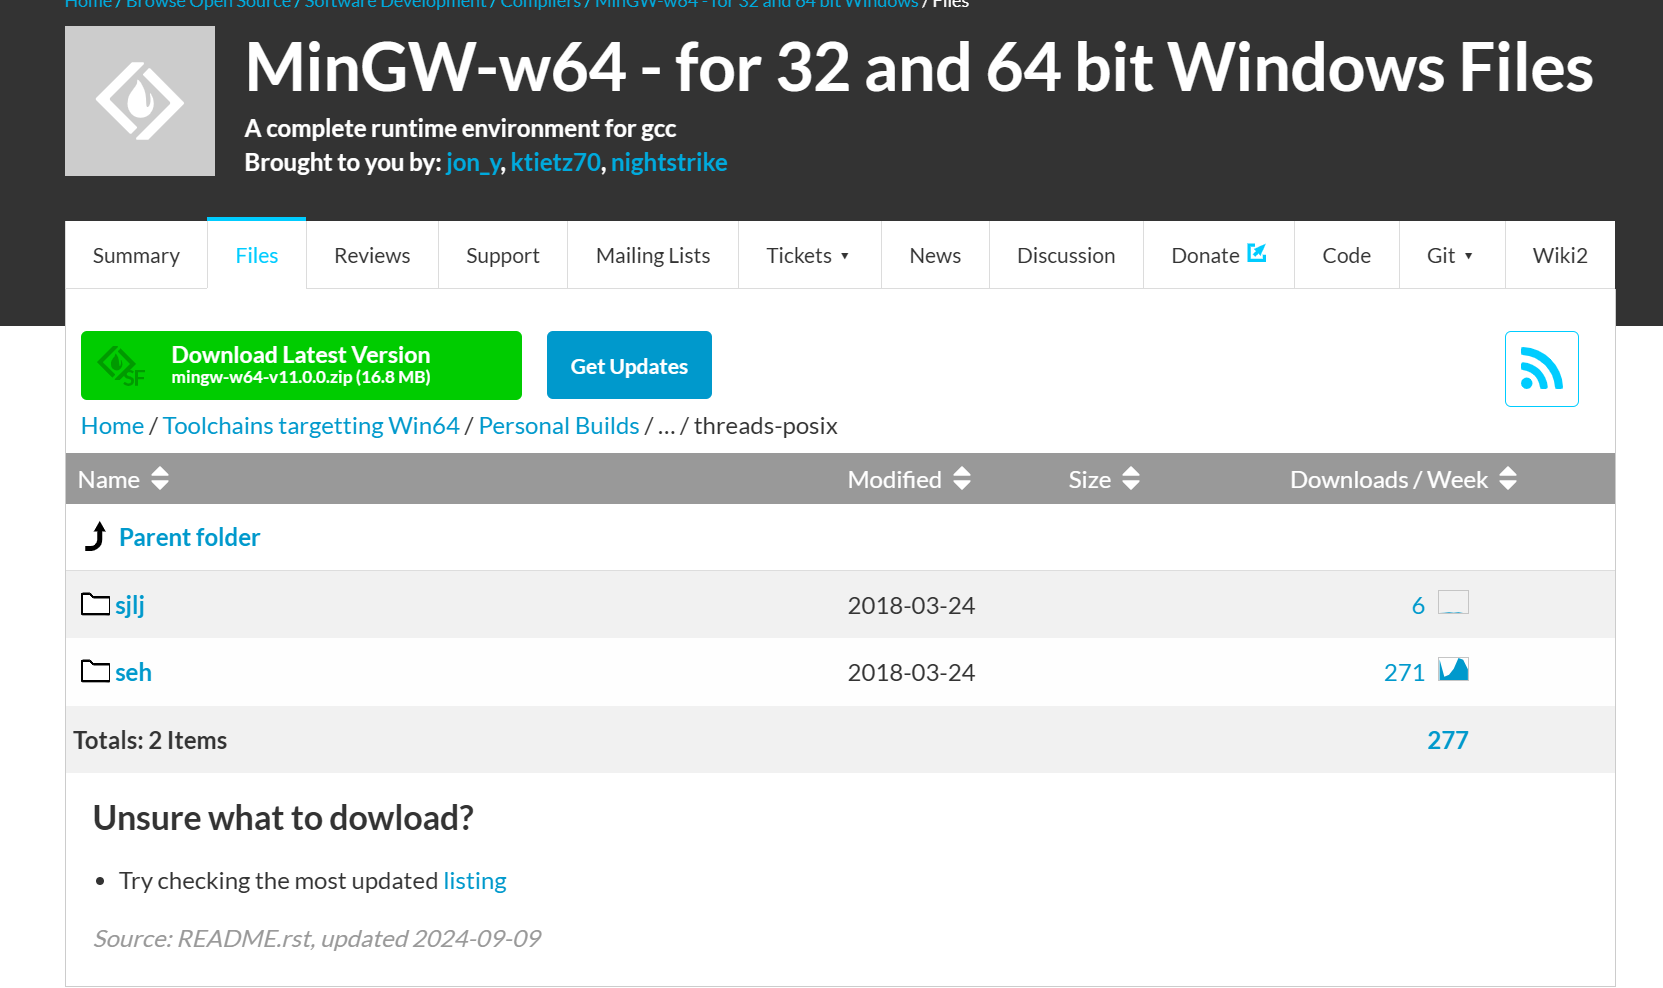 Home / Browse Open Source / Software Development / Compilers / MinGW-w64 - for 32 and 64 bit Windows / Files
MinGW-w64 - for 32 and 64 bit Windows Files
A complete runtime environment for gcc
Brought to you by: jon_y, ktietz70, nightstrike
Summary Files Reviews Support Mailing Lists Tickets ▾ News Discussion Donate Code Git ▾ Wiki2
SF
Download Latest Version
mingw-w64-v11.0.0.zip (16.8 MB)
Get Updates
Home / Toolchains targetting Win64 / Personal Builds / ... / threads-posix
Name Modified Size Downloads / Week
Parent folder
sjlj 2018-03-24 6
seh 2018-03-24 271
Totals: 2 Items 277
Unsure what to dowload?
• Try checking the most updated listing
Source: README.rst, updated 2024-09-09